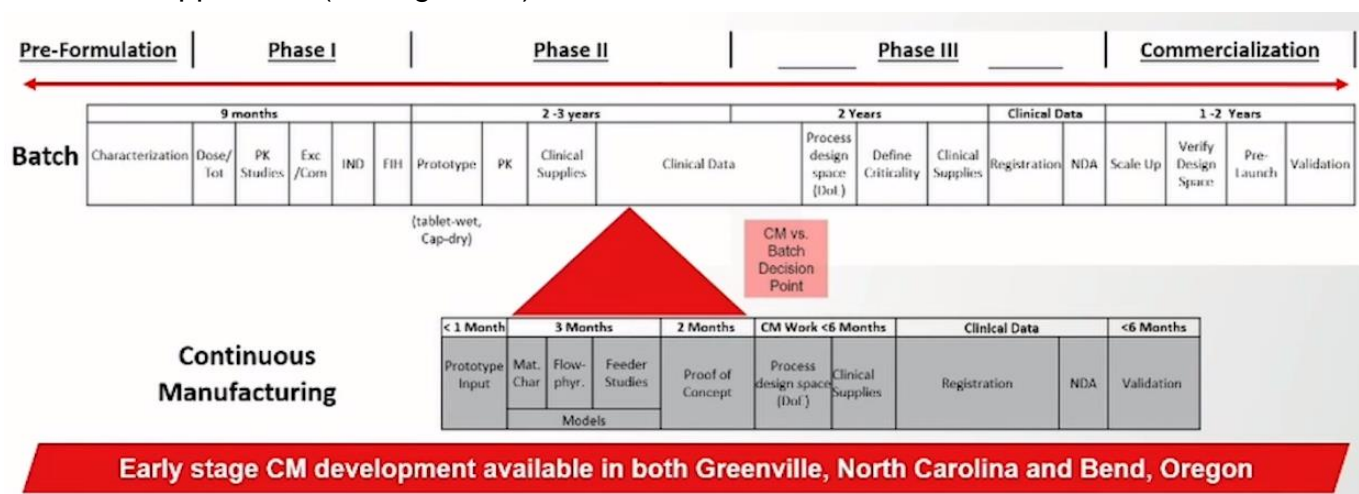 Pre-Formulation
Phase I
Phase II
Phase III
Commercialization
9 months
2 -3 years
2 Years
Clinical Data
1 -2 Years
Batch
Characterization
Dose/
Tot
PK
Studies
Exc
/Com
IND
FIH
Prototype
PK
Clinical
Supplies
Clinical Data
Process
design
space
(DoE)
Define
Criticality
Clinical
Supplies
Registration
NDA
Scale Up
Verify
Design
Space
Pre-
Launch
Validation
(tablet-wet,
Cap-dry)
CM vs.
Batch
Decision
Point
Continuous
Manufacturing
< 1 Month
3 Months
2 Months
CM Work <6 Months
Clinical Data
<6 Months
Prototype
Input
Mat.
Char
Flow-
phyr.
Feeder
Studies
Models
Proof of
Concept
Process
design space
(DoE)
Clinical
Supplies
Registration
NDA
Validation
Early stage CM development available in both Greenville, North Carolina and Bend, Oregon